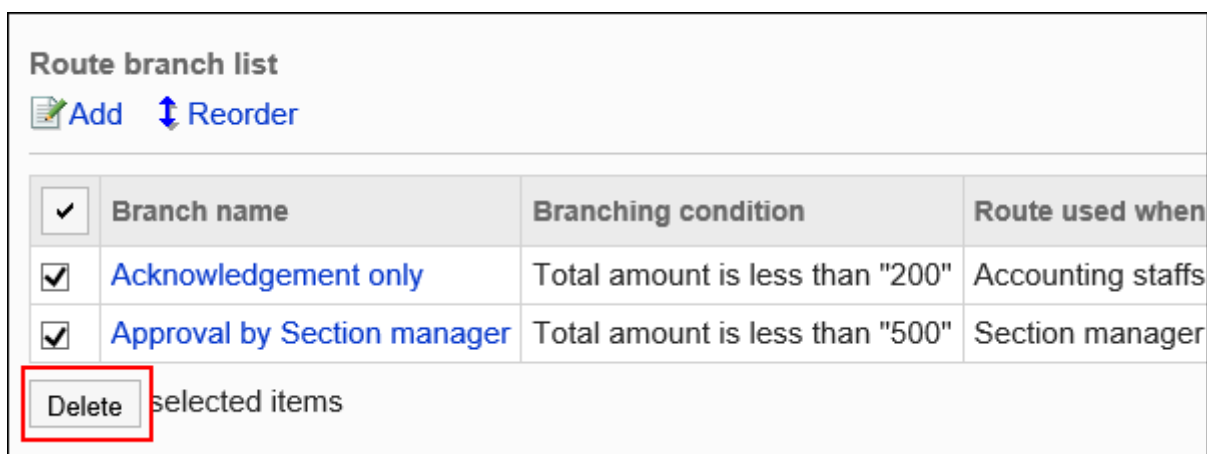 Route branch list
Add Reorder
Branch name Branching condition Route used when
Acknowledgement only Total amount is less than "200" Accounting staffs
Approval by Section manager Total amount is less than "500" Section manager
Delete selected items